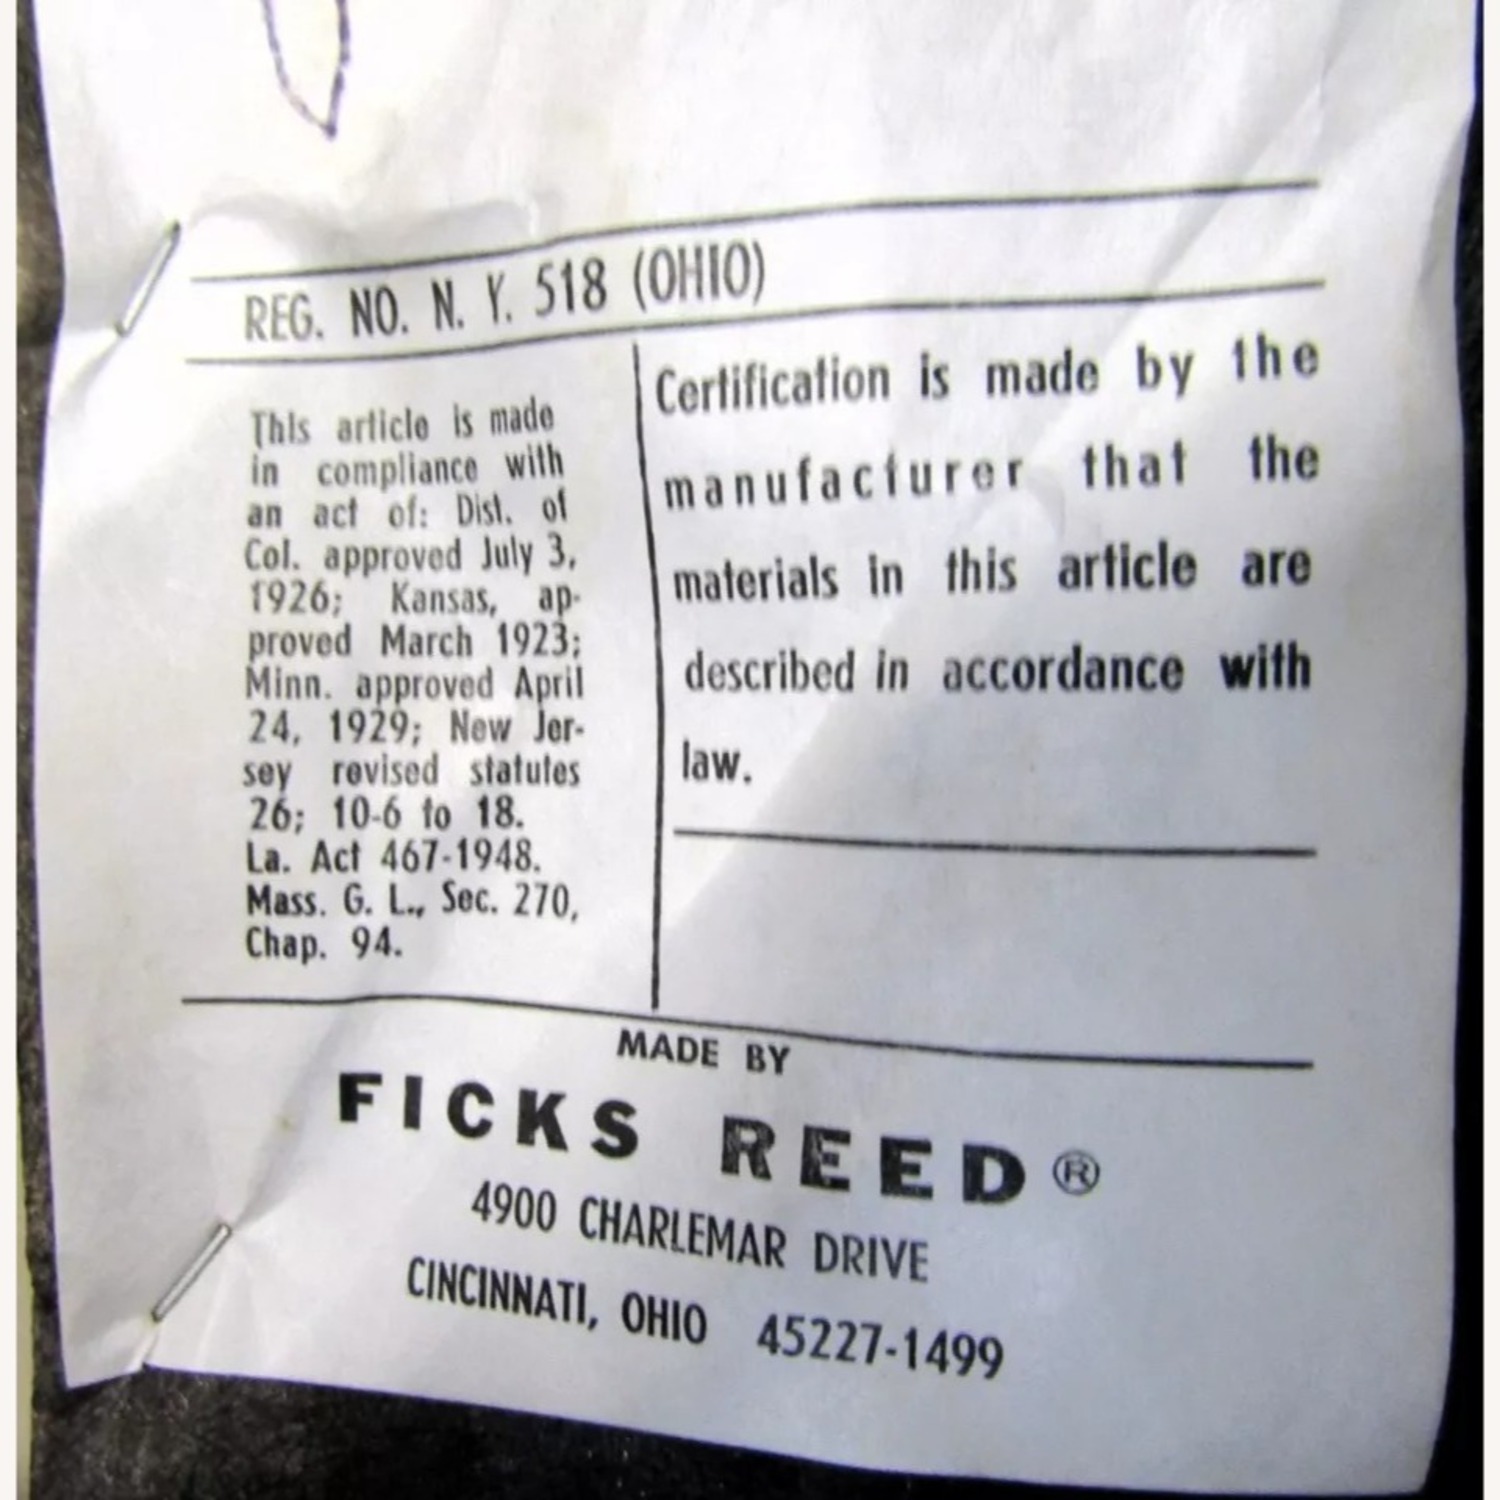 REG. NO. N. Y. 518 (OHIO)
This article is made
in compliance with
an act of: Dist. of
Col. approved July 3,
1926; Kansas, ap-
proved March 1923;
Minn. approved April
24, 1929; New Jer-
sey revised statutes
26; 10-6 to 18.
La. Act 467-1948.
Mass. G. L., Sec. 270,
Chap. 94.
Certification is made by the
manufacturer that the
materials in this article are
described in accordance with
law.
MADE BY
FICKS REED®
4900 CHARLEMAR DRIVE
CINCINNATI, OHIO 45227-1499